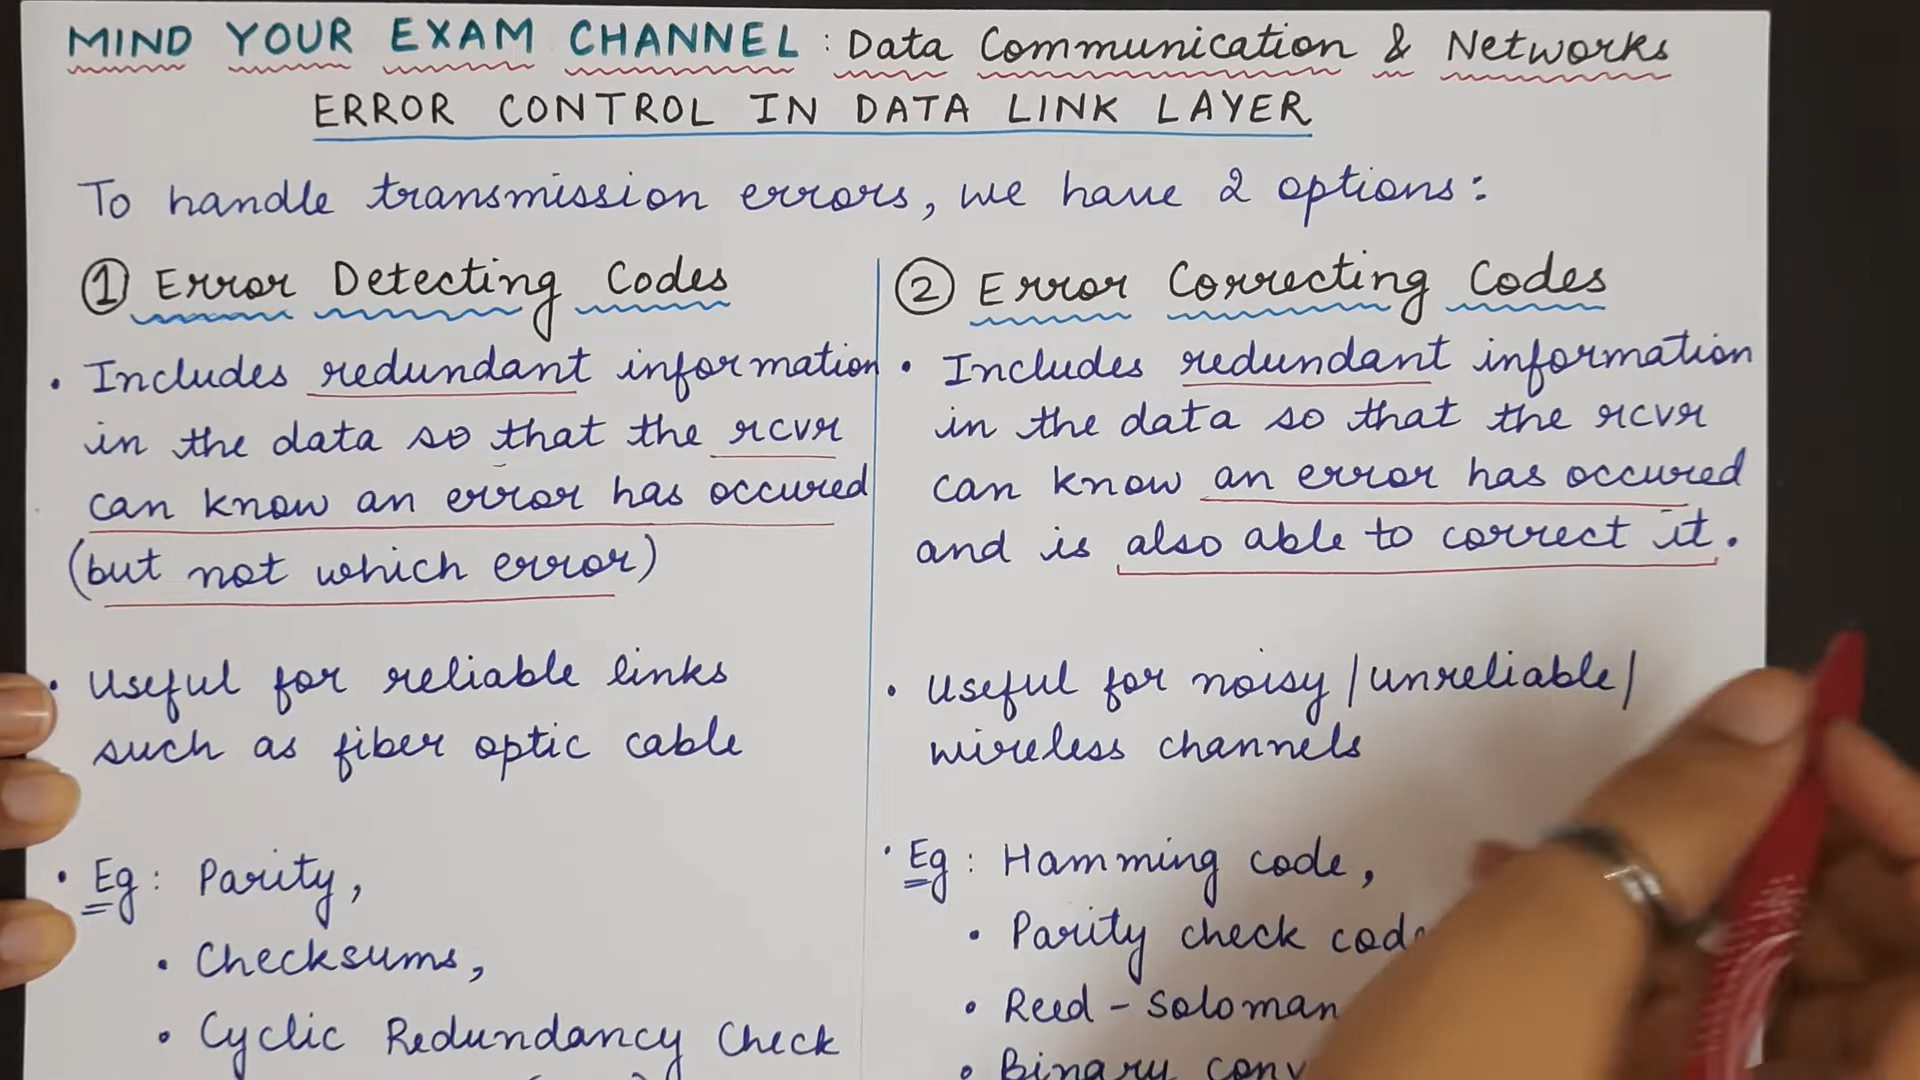 MIND YOUR EXAM CHANNEL : Data Communication & Networks
ERROR CONTROL IN DATA LINK LAYER
To handle transmission errors, we have 2 options:
① Error Detecting Codes
• Includes redundant information
in the data so that the rcvr
can know an error has occured
(but not which error)
• Useful for reliable links
such as fiber optic cable
• Eg : Parity,
• Checksums,
• Cyclic Redundancy Check
② Error Correcting Codes
• Includes redundant information
in the data so that the rcvr
can know an error has occured
and is also able to correct it.
• Useful for noisy / unreliable /
wireless channels
• Eg : Hamming code,
• Parity check
• Reed - Soloman
• Binary